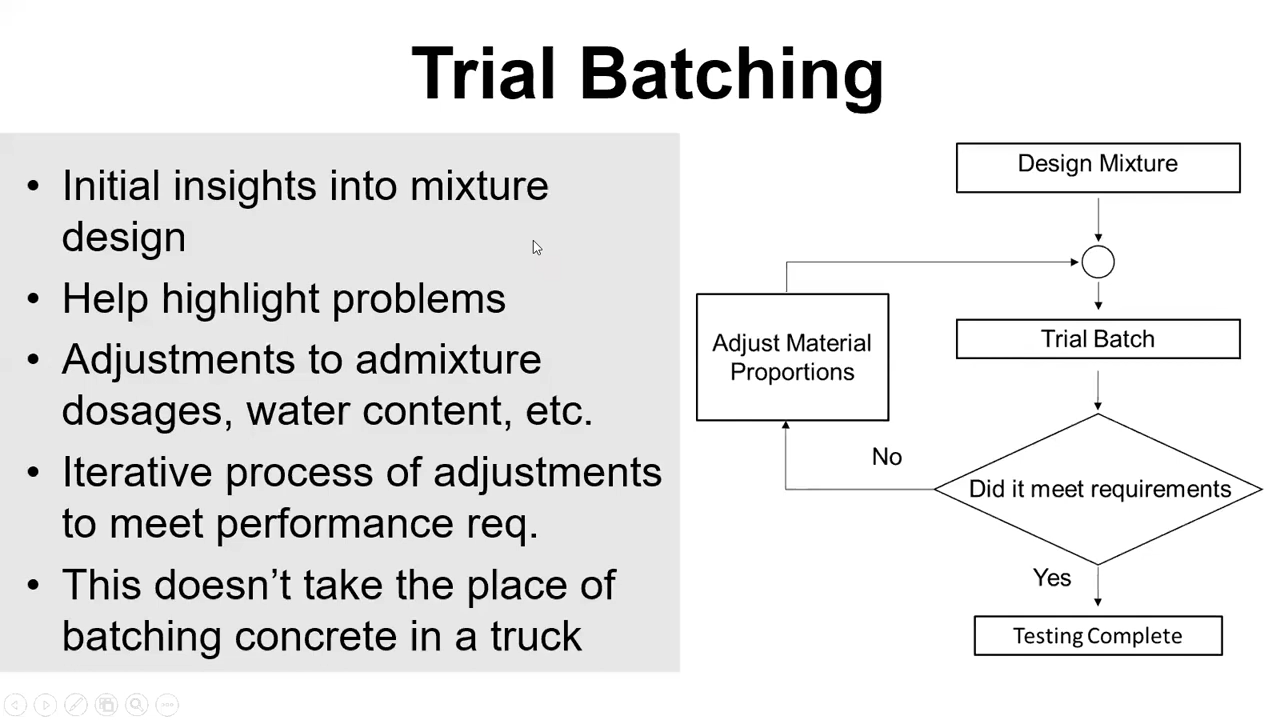 Trial Batching
• Initial insights into mixture
design
• Help highlight problems
• Adjustments to admixture
dosages, water content, etc.
• Iterative process of adjustments
to meet performance req.
• This doesn’t take the place of
batching concrete in a truck
Design Mixture
Trial Batch
Adjust Material
Proportions
No
Did it meet requirements
Yes
Testing Complete